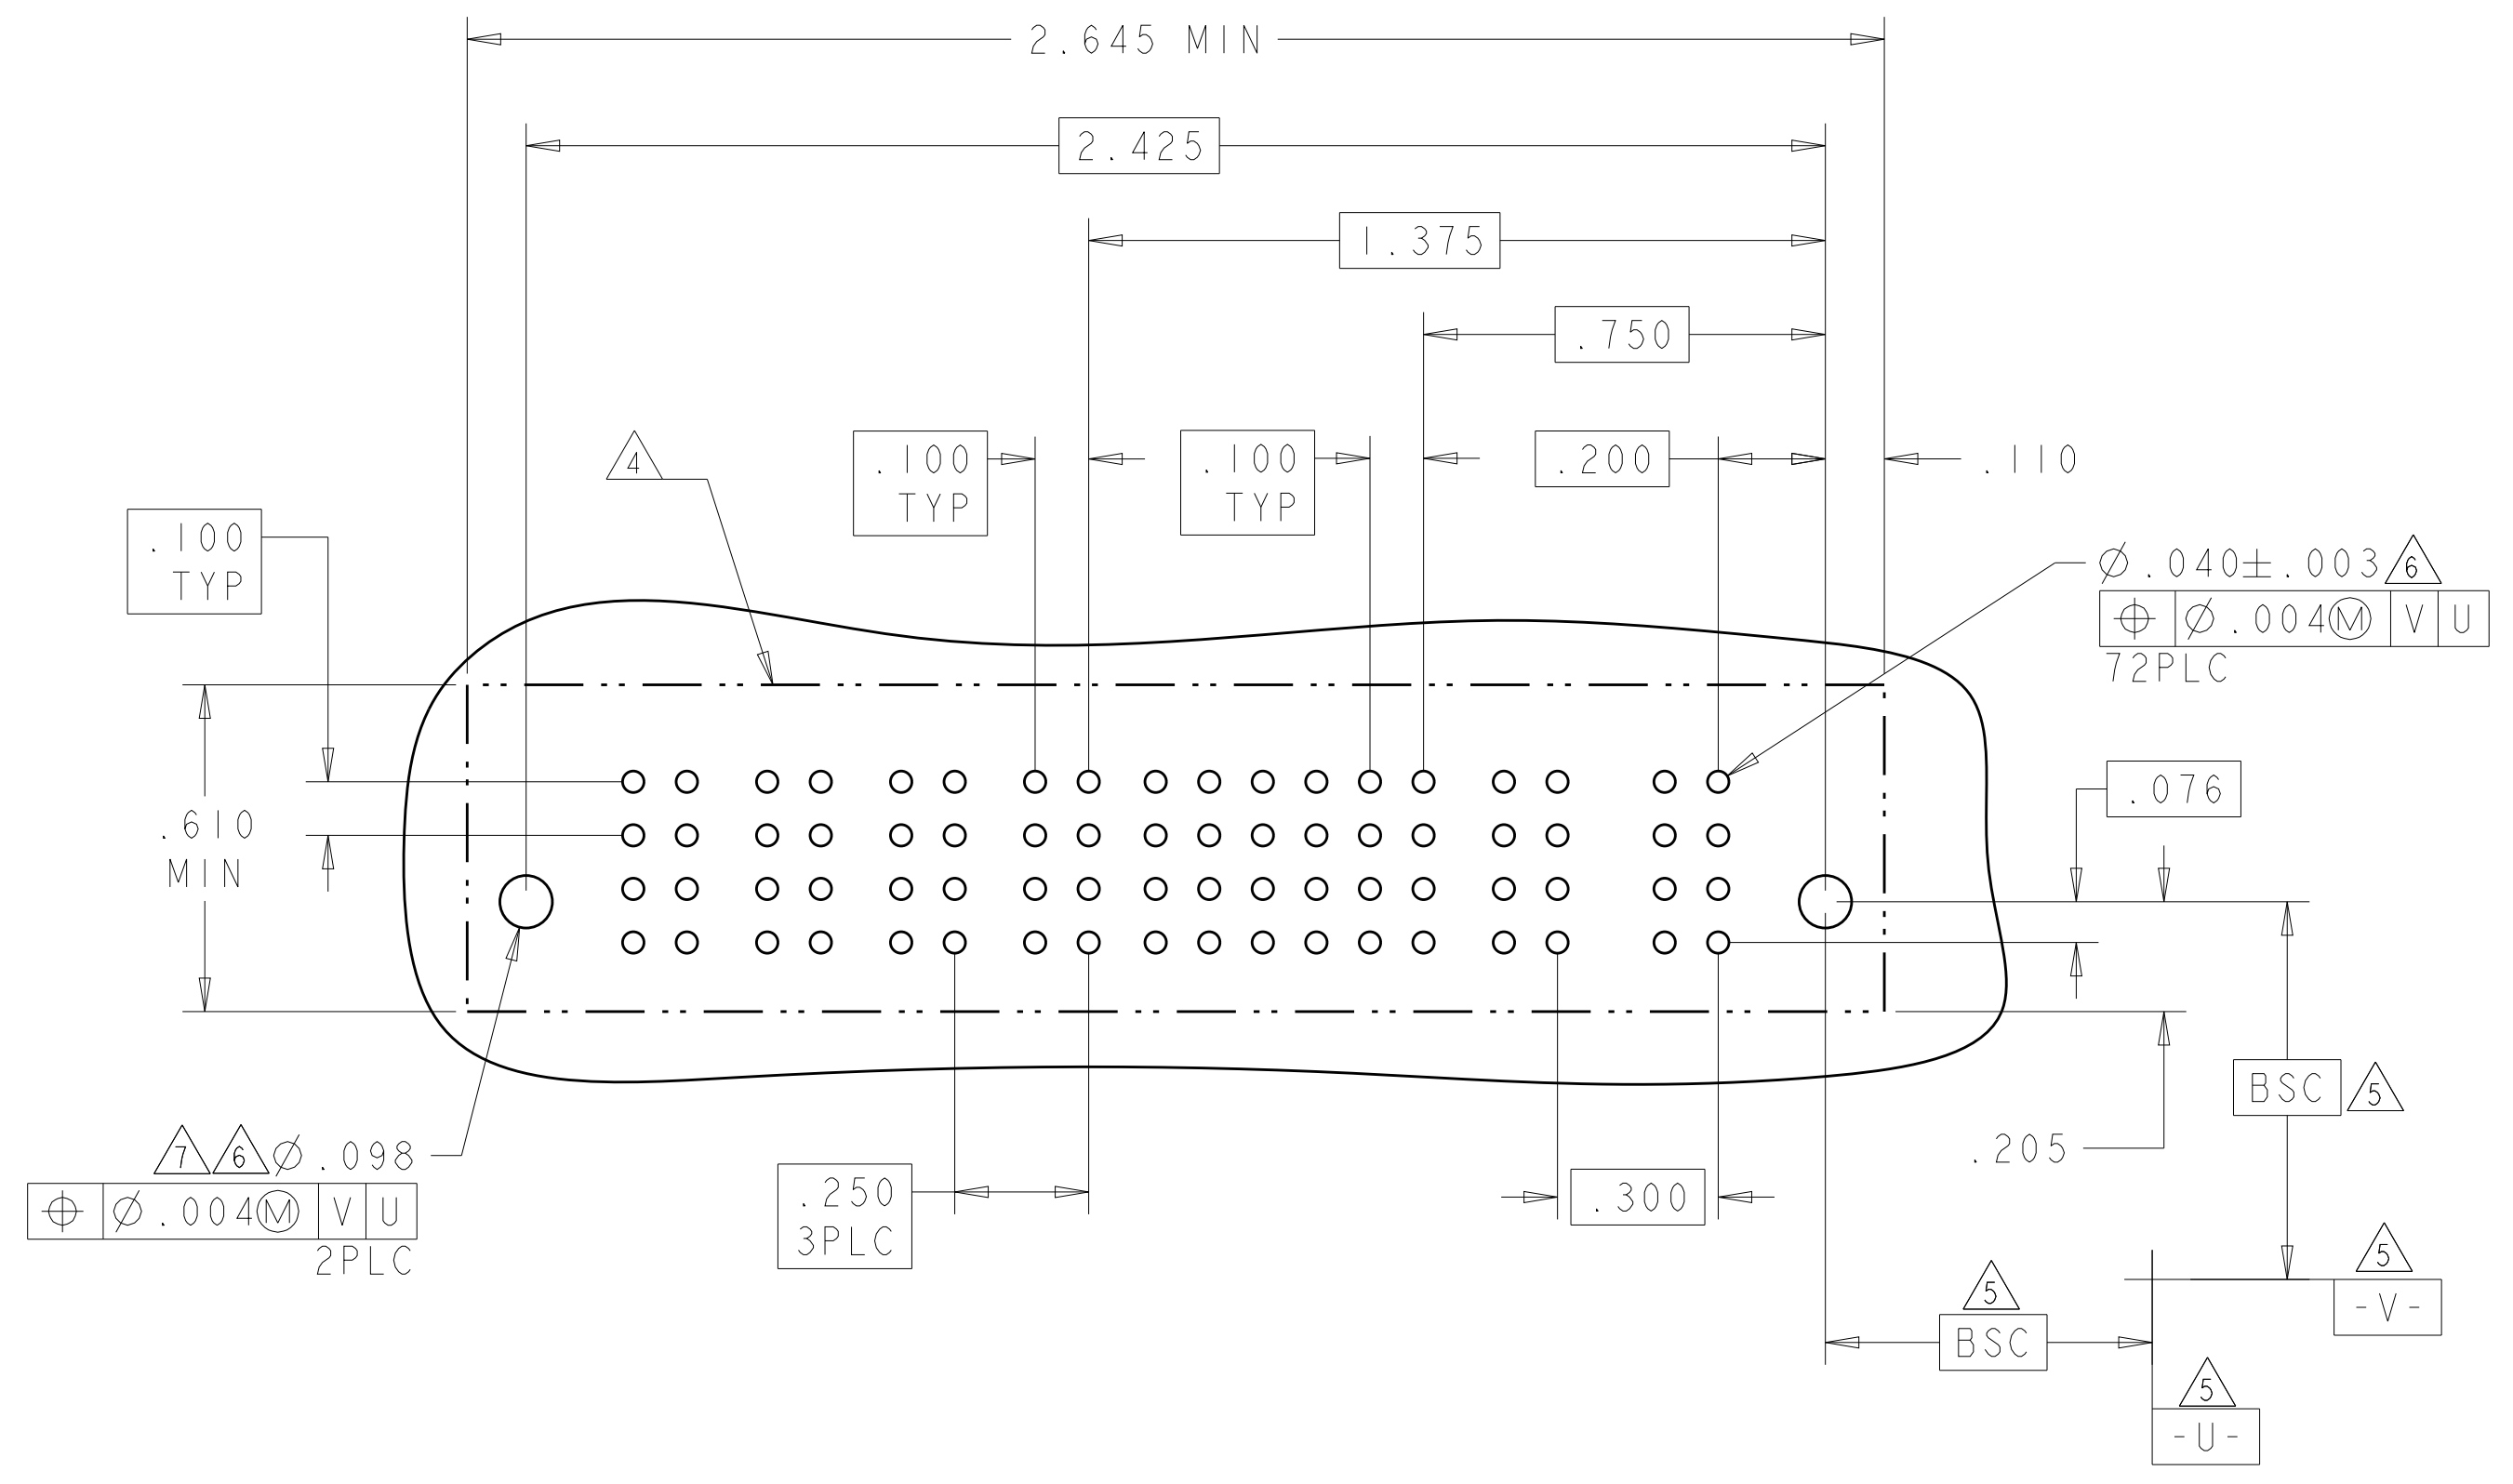 2.645 MIN
2.425
1.375
.750
.100
TYP
.100
TYP
.200
.110
4
.100
TYP
Ø.040±.003 6
⌖ Ø.004Ⓜ V U
72PLC
.076
.610
MIN
BSC 5
.205
7 6 Ø.098
⌖ Ø.004Ⓜ V U
2PLC
.250
3PLC
.300
5
-V-
5
BSC
5
-U-